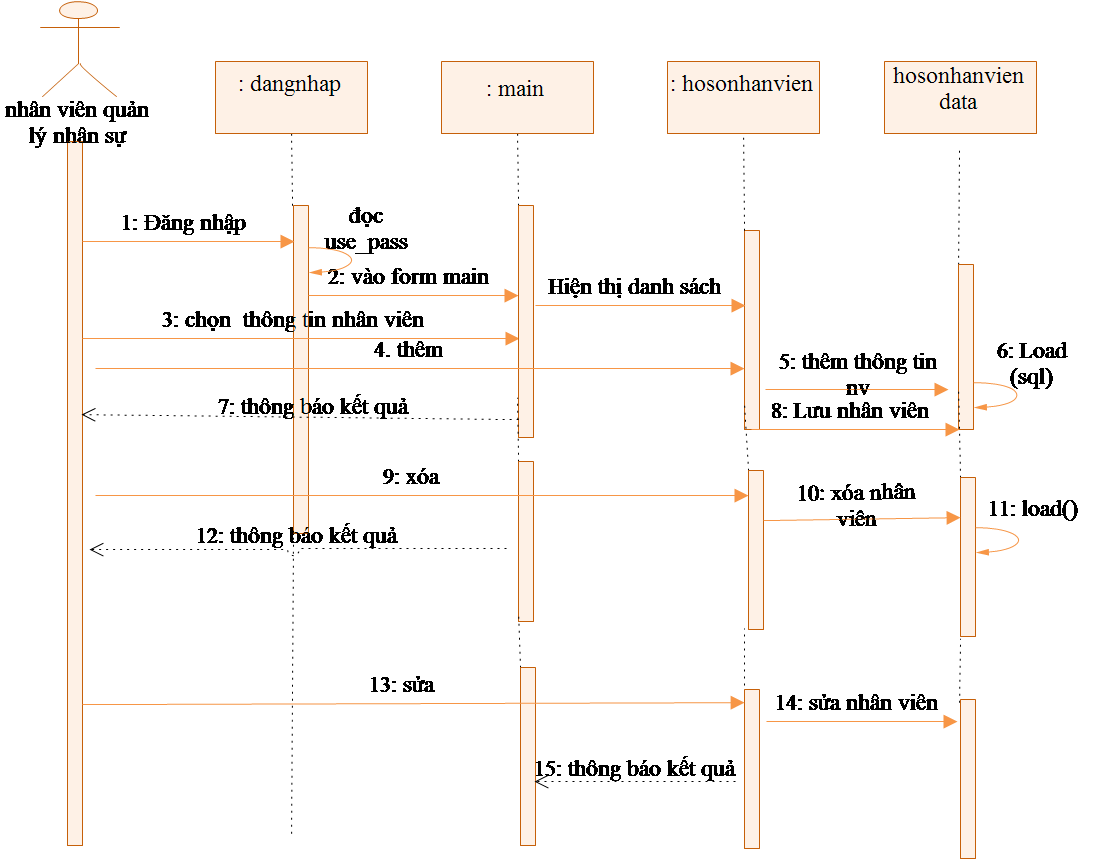 nhân viên quản
lý nhân sự
: dangnhap
: main
: hosonhanvien
hosonhanvien
data
1: Đăng nhập
đọc
use_pass
2: vào form main
Hiện thị danh sách
3: chọn thông tin nhân viên
4. thêm
5: thêm thông tin
nv
6: Load
(sql)
7: thông báo kết quả
8: Lưu nhân viên
9: xóa
10: xóa nhân
viên
11: load()
12: thông báo kết quả
13: sửa
14: sửa nhân viên
15: thông báo kết quả